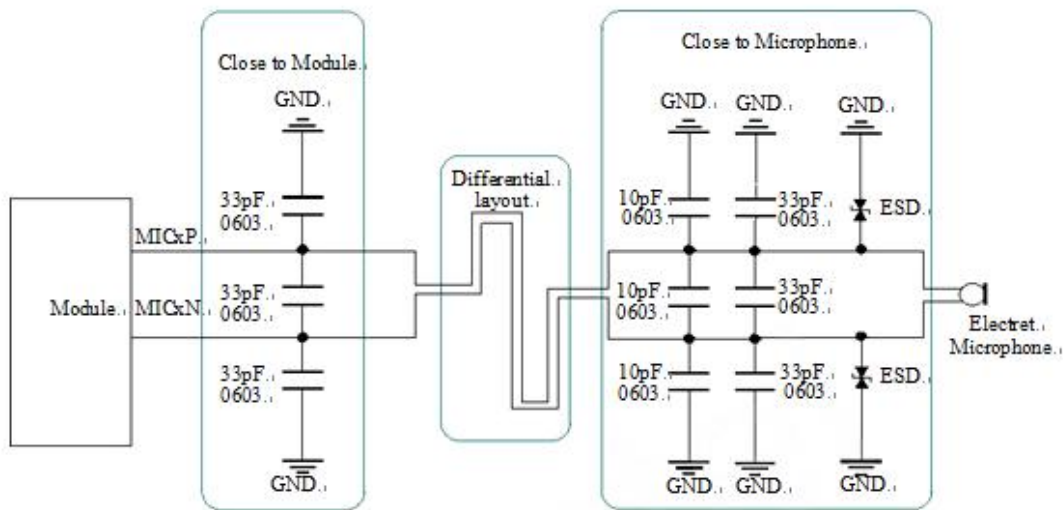 Close to Module.
GND.
33pF.
0603.
MICxP.
33pF.
0603.
Module.
MICxN.
33pF.
0603.
GND.
Differential.
layout.
Close to Microphone.
GND.
GND.
GND.
10pF.
0603.
33pF.
0603.
ESD.
10pF.
0603.
33pF.
0603.
Electret.
Microphone.
10pF.
0603.
33pF.
0603.
ESD.
GND.
GND.
GND.